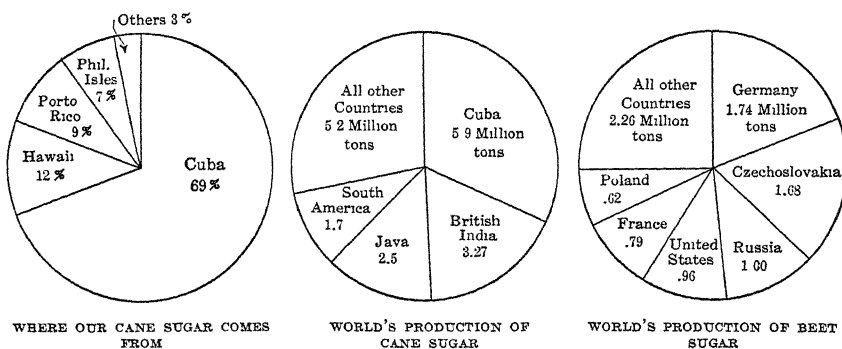 Others 3%
Phil.
Isles
7%
Porto
Rico
9%
Hawaii
12%
Cuba
69%
WHERE OUR CANE SUGAR COMES
FROM
All other
Countries
5 2 Million
tons
Cuba
5 9 Million
tons
South
America
1.7
Java
2.5
British
India
3.27
WORLD'S PRODUCTION OF
CANE SUGAR
All other
Countries
2.26 Million
tons
Germany
1.74 Million
tons
Poland
.62
Czechoslovakia
1.68
France
.79
United
States
.96
Russia
1 00
WORLD'S PRODUCTION OF BEET
SUGAR